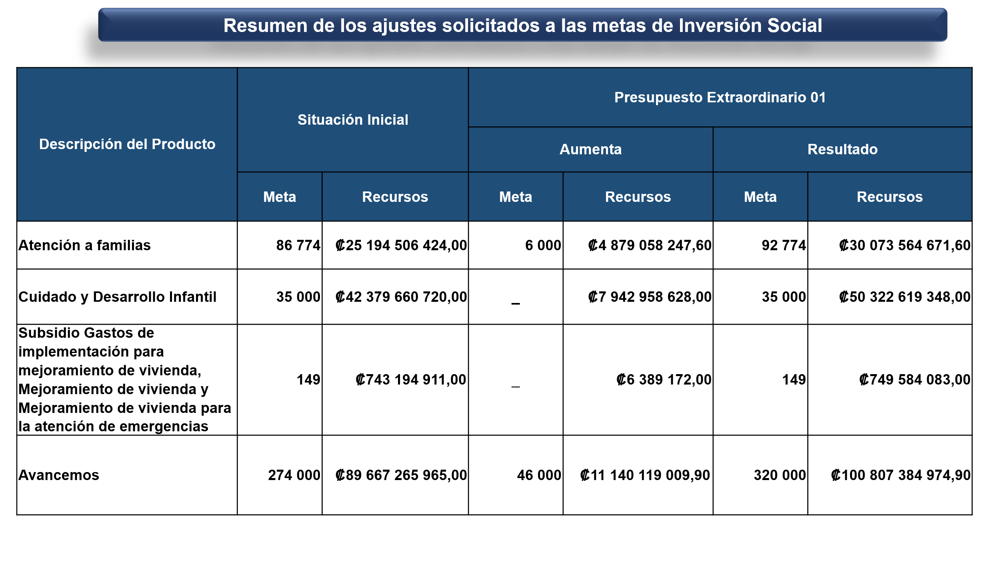 Resumen de los ajustes solicitados a las metas de Inversión Social
Descripción del Producto
Situación Inicial
Presupuesto Extraordinario 01
Aumenta
Resultado
Meta
Recursos
Meta
Recursos
Meta
Recursos
Atención a familias
86 774
₡25 194 506 424,00
6 000
₡4 879 058 247,60
92 774
₡30 073 564 671,60
Cuidado y Desarrollo Infantil
35 000
₡42 379 660 720,00
_
₡7 942 958 628,00
35 000
₡50 322 619 348,00
Subsidio Gastos de
implementación para
mejoramiento de vivienda,
Mejoramiento de vivienda y
Mejoramiento de vivienda para
la atención de emergencias
149
₡743 194 911,00
_
₡6 389 172,00
149
₡749 584 083,00
Avancemos
274 000
₡89 667 265 965,00
46 000
₡11 140 119 009,90
320 000
₡100 807 384 974,90